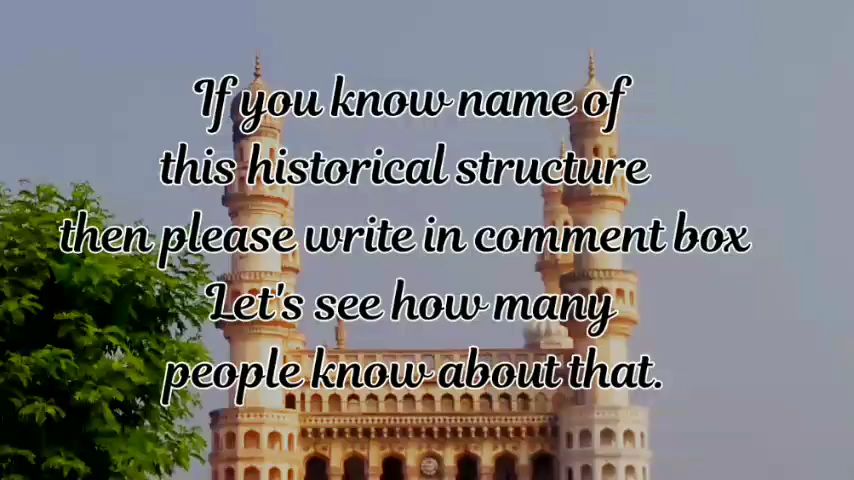 If you know name of
this historical structure
then please write in comment box
Let's see how many
people know about that.